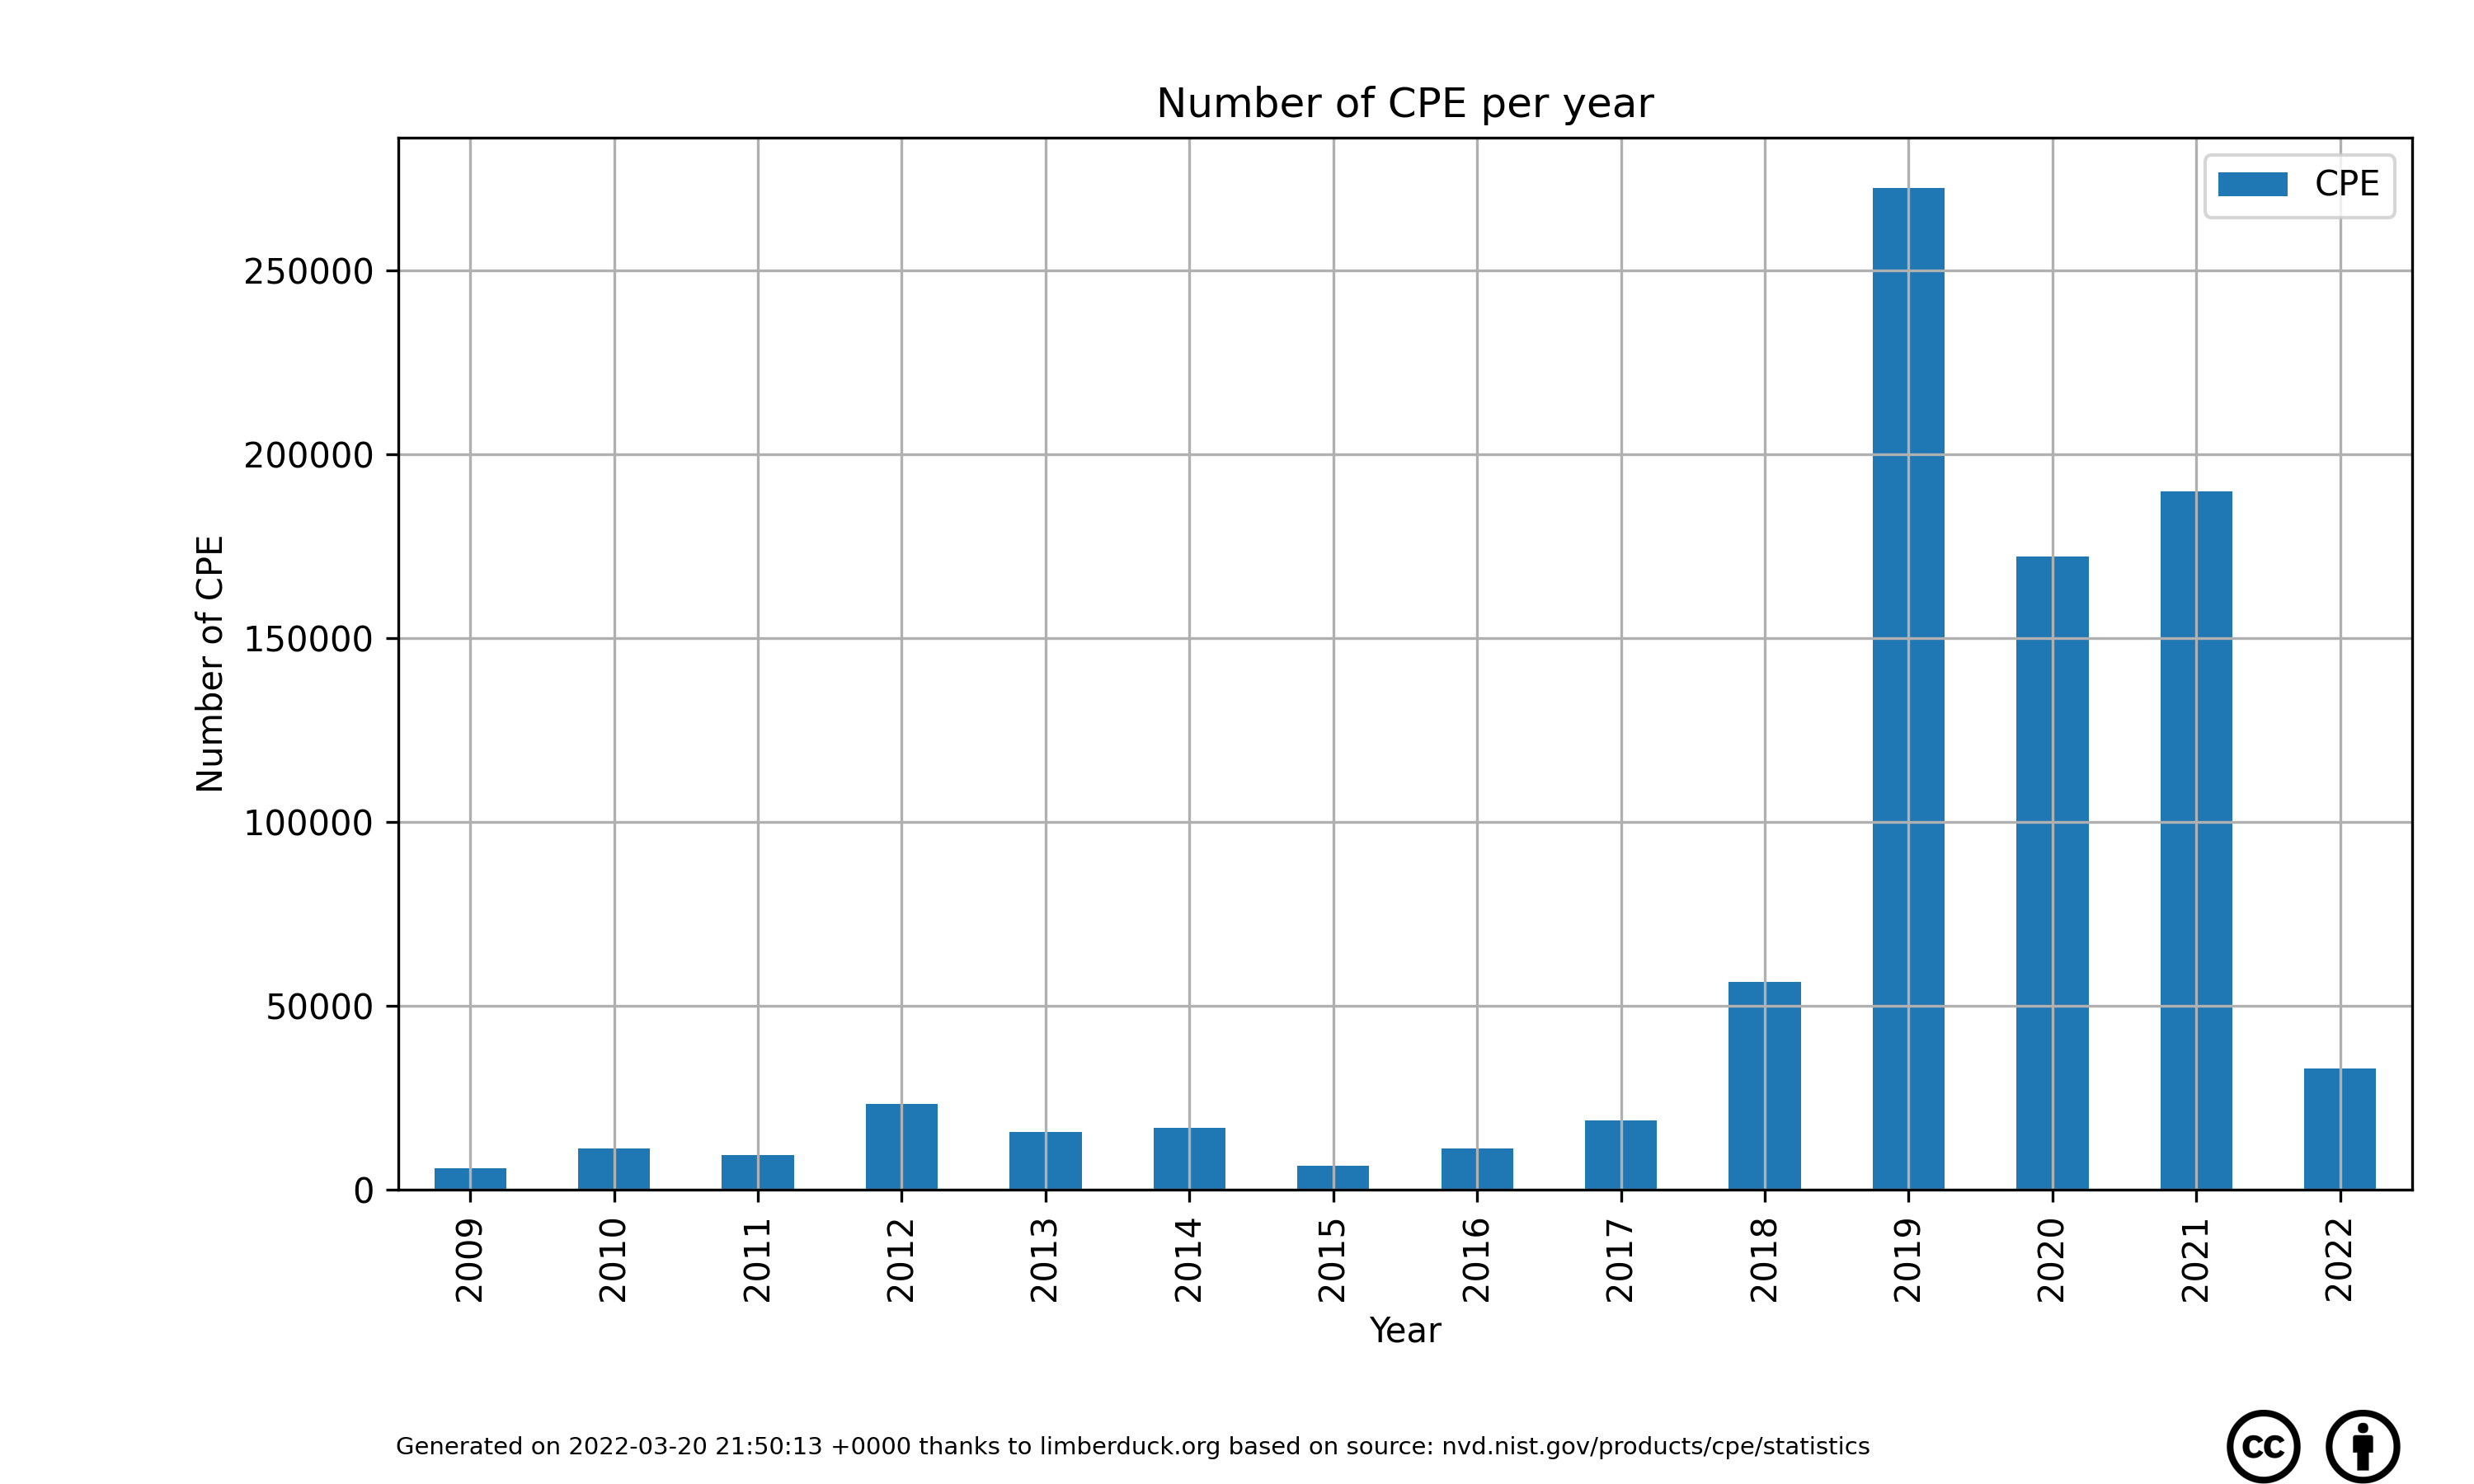 Number of CPE per year
CPE
Number of CPE
250000
200000
150000
100000
50000
0
2009 2010 2011 2012 2013 2014 2015 2016 2017 2018 2019 2020 2021 2022
Year
Generated on 2022-03-20 21:50:13 +0000 thanks to limberduck.org based on source: nvd.nist.gov/products/cpe/statistics
cc